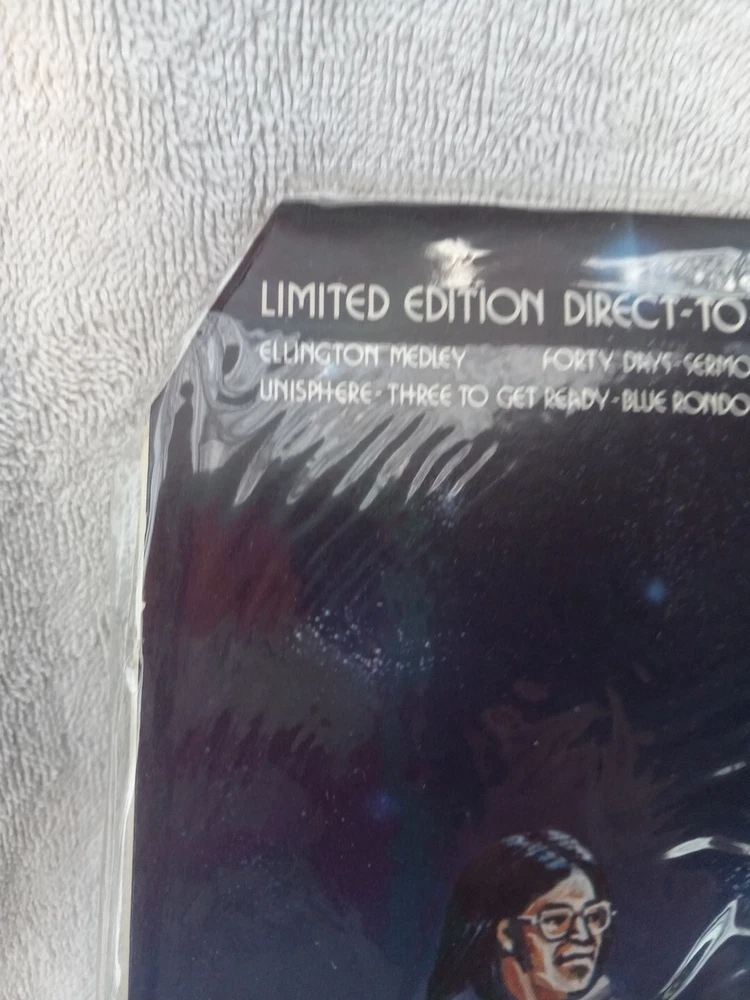 LIMITED EDITION DIRECT-TO
ELLINGTON MEDLEY FORTY DAYS-SERMO
UNISPHERE-THREE TO GET READY-BLUE RONDO